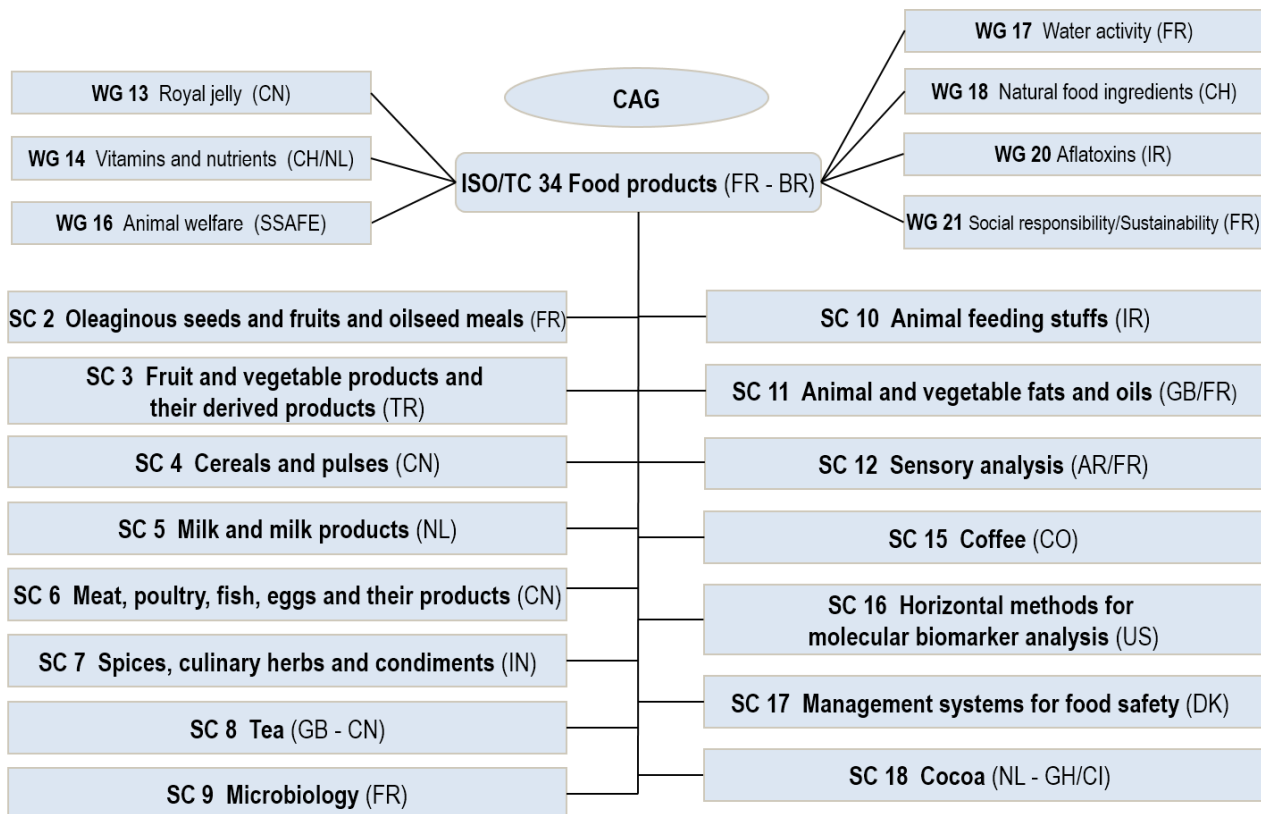 WG 13 Royal jelly (CN)
WG 14 Vitamins and nutrients (CH/NL)
WG 16 Animal welfare (SSAFE)
CAG
ISO/TC 34 Food products (FR - BR)
WG 17 Water activity (FR)
WG 18 Natural food ingredients (CH)
WG 20 Aflatoxins (IR)
WG 21 Social responsibility/Sustainability (FR)
SC 2 Oleaginous seeds and fruits and oilseed meals (FR)
SC 3 Fruit and vegetable products and
their derived products (TR)
SC 4 Cereals and pulses (CN)
SC 5 Milk and milk products (NL)
SC 6 Meat, poultry, fish, eggs and their products (CN)
SC 7 Spices, culinary herbs and condiments (IN)
SC 8 Tea (GB - CN)
SC 9 Microbiology (FR)
SC 10 Animal feeding stuffs (IR)
SC 11 Animal and vegetable fats and oils (GB/FR)
SC 12 Sensory analysis (AR/FR)
SC 15 Coffee (CO)
SC 16 Horizontal methods for
molecular biomarker analysis (US)
SC 17 Management systems for food safety (DK)
SC 18 Cocoa (NL - GH/CI)